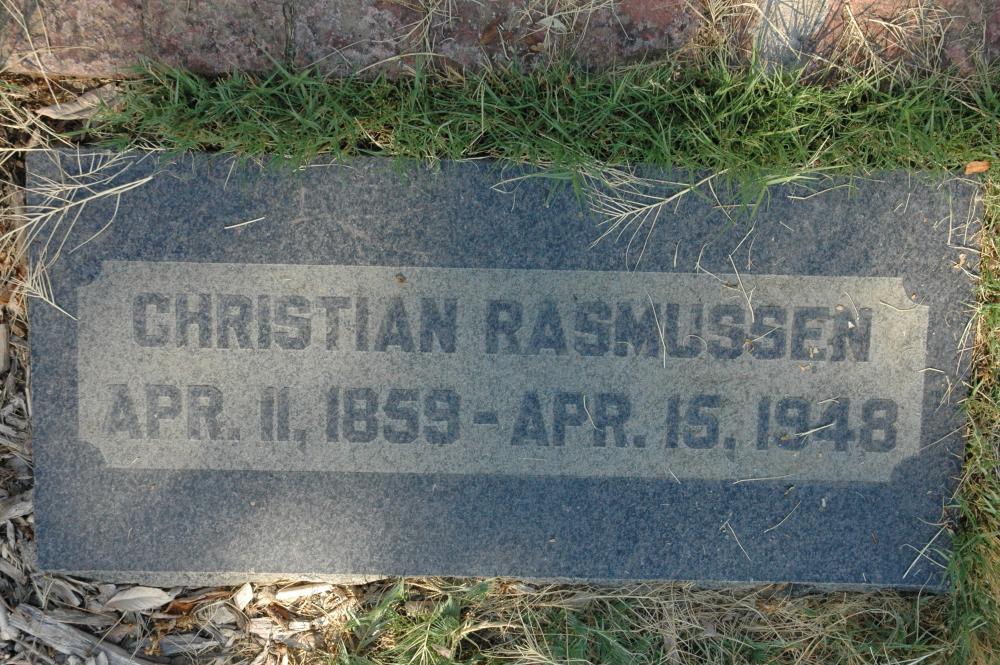 CHRISTIAN RASMUSSEN
APR. 11, 1859 - APR. 15, 1948